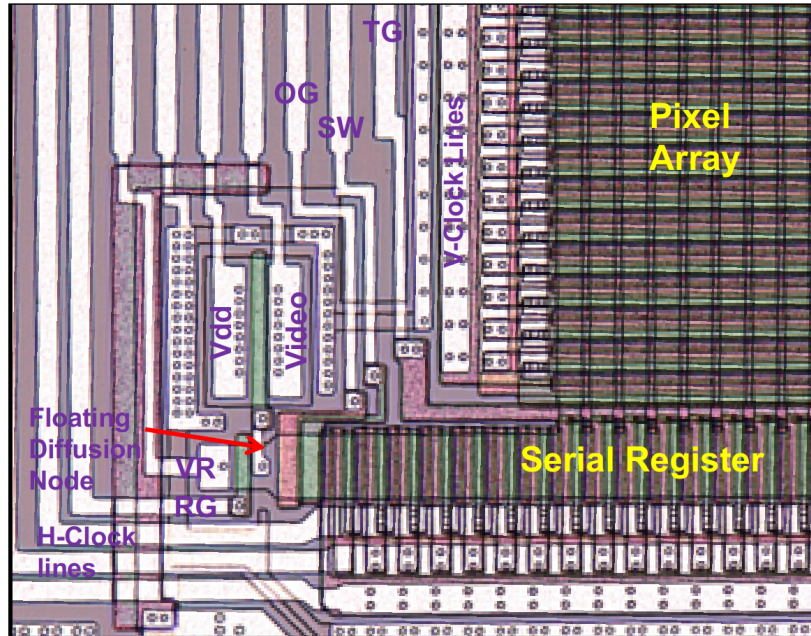 TG
OG
SW
V-Clock Lines
Pixel
Array
Vdd
Video
Floating
Diffusion
Node
VR
RG
Serial Register
H-Clock
lines